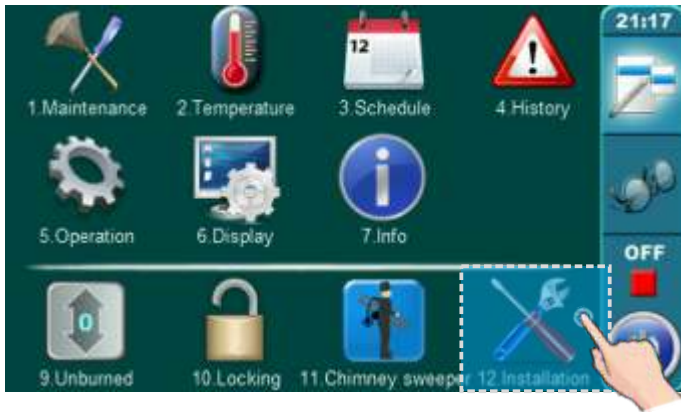 21:17
1.Maintenance 2.Temperature 3.Schedule 4.History
12
5.Operation 6.Display 7.Info
OFF
0
9.Unburned 10.Locking 11.Chimney sweeper 12.Installation